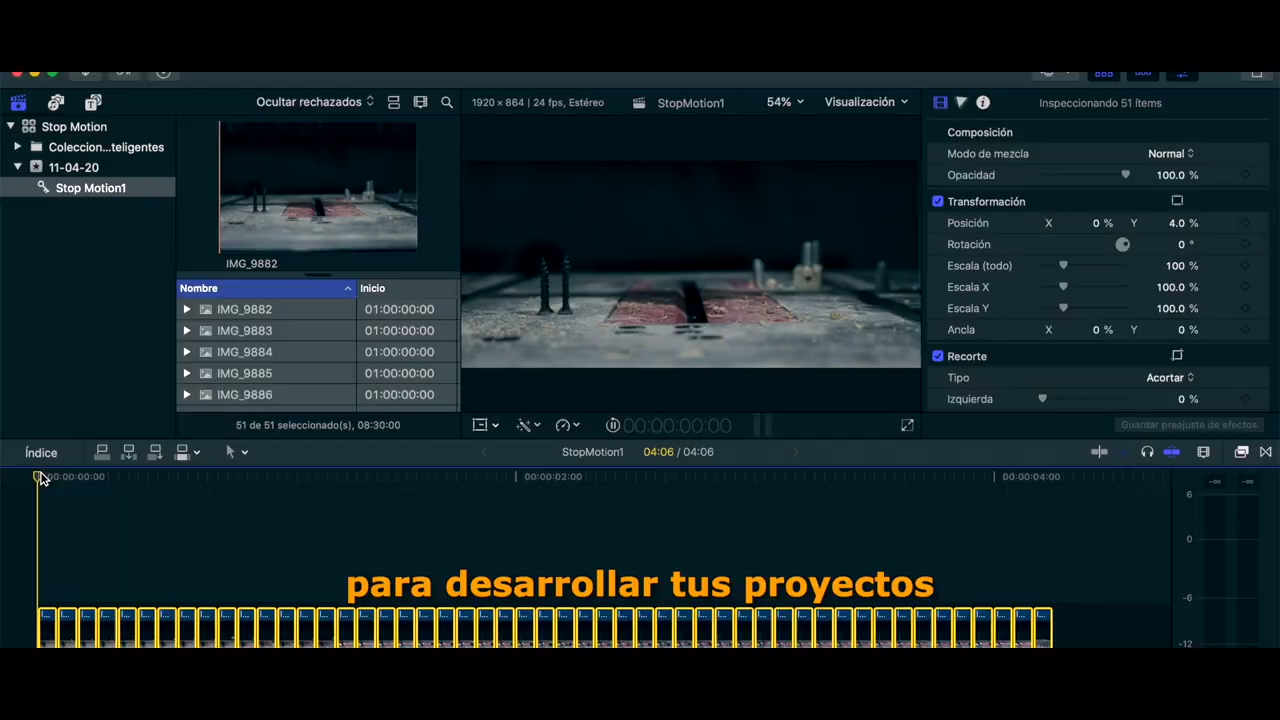 Ocultar rechazados
1920 × 864 | 24 fps, Estéreo
StopMotion1
54%
Visualización
Inspeccionando 51 ítems
Stop Motion
Coleccion...teligentes
11-04-20
Stop Motion1
IMG_9882
Nombre
Inicio
IMG_9882 01:00:00:00
IMG_9883 01:00:00:00
IMG_9884 01:00:00:00
IMG_9885 01:00:00:00
IMG_9886 01:00:00:00
51 de 51 seleccionado(s), 08:30:00
00:00:00:00
Composición
Modo de mezcla Normal
Opacidad 100.0 %
Transformación
Posición X 0 % Y 4.0 %
Rotación 0 °
Escala (todo) 100 %
Escala X 100.0 %
Escala Y 100.0 %
Ancla X 0 % Y 0 %
Recorte
Tipo Acortar
Izquierda 0 %
Guardar preajuste de efectos
Índice
StopMotion1
04:06 / 04:06
00:00:00:00
00:00:02:00
00:00:04:00
-∞ -∞
6
0
-6
-12
para desarrollar tus proyectos